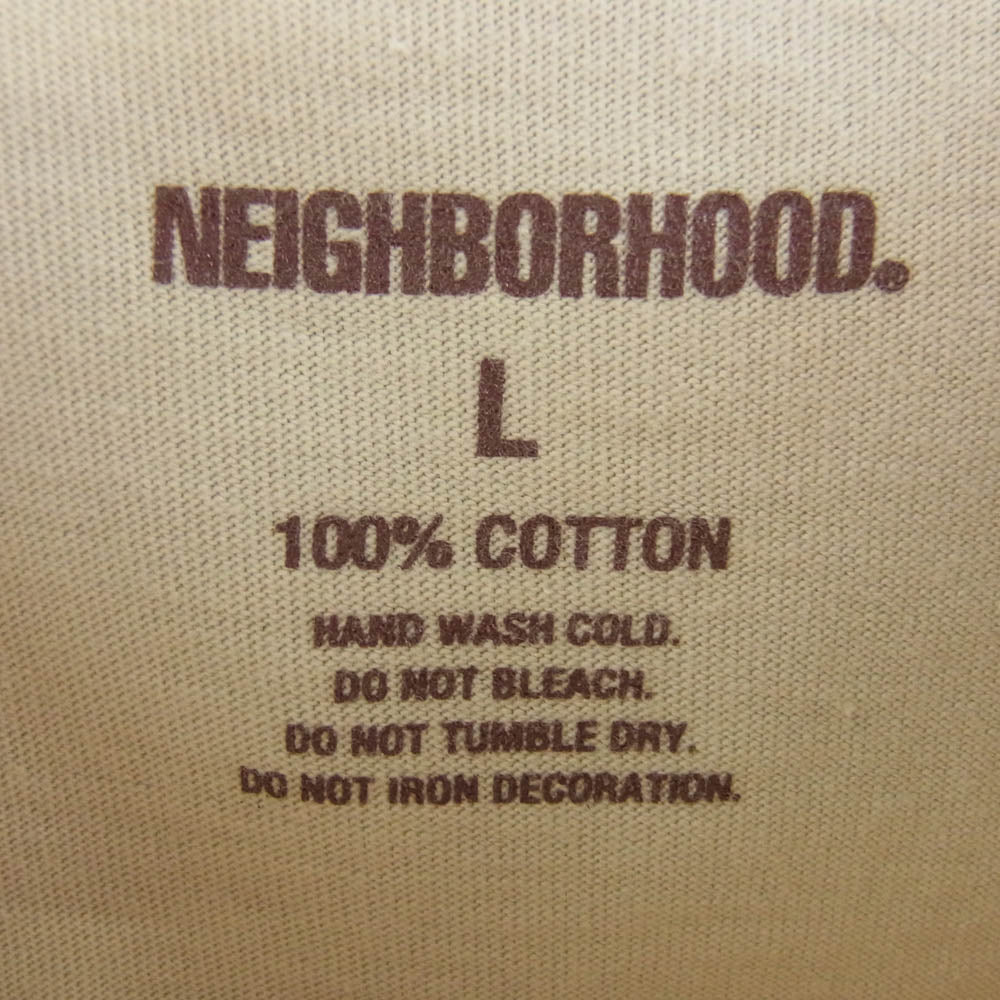 NEIGHBORHOOD®
L
100% COTTON
HAND WASH COLD.
DO NOT BLEACH.
DO NOT TUMBLE DRY.
DO NOT IRON DECORATION.